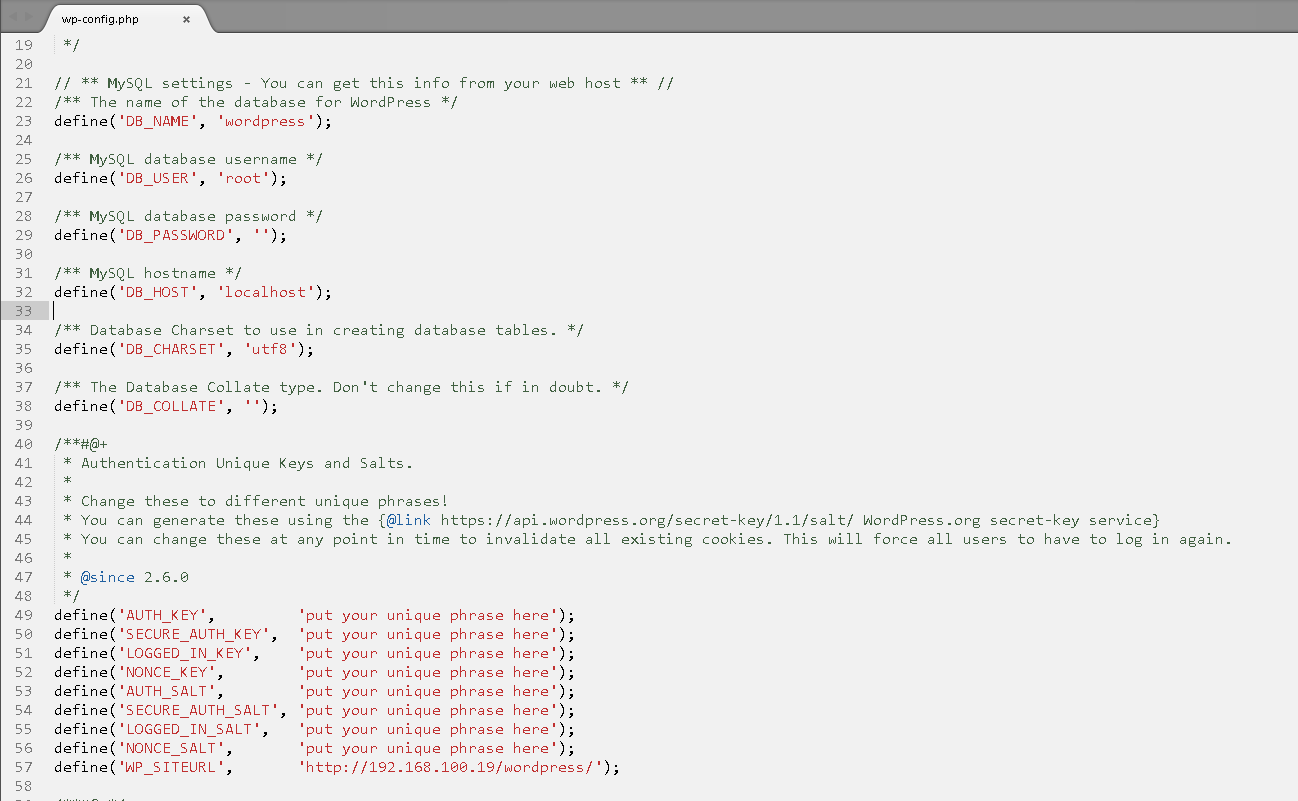 wp-config.php ×
19 */
20
21 // ** MySQL settings - You can get this info from your web host ** //
22 /** The name of the database for WordPress */
23 define('DB_NAME', 'wordpress');
24
25 /** MySQL database username */
26 define('DB_USER', 'root');
27
28 /** MySQL database password */
29 define('DB_PASSWORD', '');
30
31 /** MySQL hostname */
32 define('DB_HOST', 'localhost');
33
34 /** Database Charset to use in creating database tables. */
35 define('DB_CHARSET', 'utf8');
36
37 /** The Database Collate type. Don't change this if in doubt. */
38 define('DB_COLLATE', '');
39
40 /**#@+
41 * Authentication Unique Keys and Salts.
42 *
43 * Change these to different unique phrases!
44 * You can generate these using the {@link https://api.wordpress.org/secret-key/1.1/salt/ WordPress.org secret-key service}
45 * You can change these at any point in time to invalidate all existing cookies. This will force all users to have to log in again.
46 *
47 * @since 2.6.0
48 */
49 define('AUTH_KEY',         'put your unique phrase here');
50 define('SECURE_AUTH_KEY',  'put your unique phrase here');
51 define('LOGGED_IN_KEY',    'put your unique phrase here');
52 define('NONCE_KEY',        'put your unique phrase here');
53 define('AUTH_SALT',        'put your unique phrase here');
54 define('SECURE_AUTH_SALT', 'put your unique phrase here');
55 define('LOGGED_IN_SALT',   'put your unique phrase here');
56 define('NONCE_SALT',       'put your unique phrase here');
57 define('WP_SITEURL',       'http://192.168.100.19/wordpress/');
58